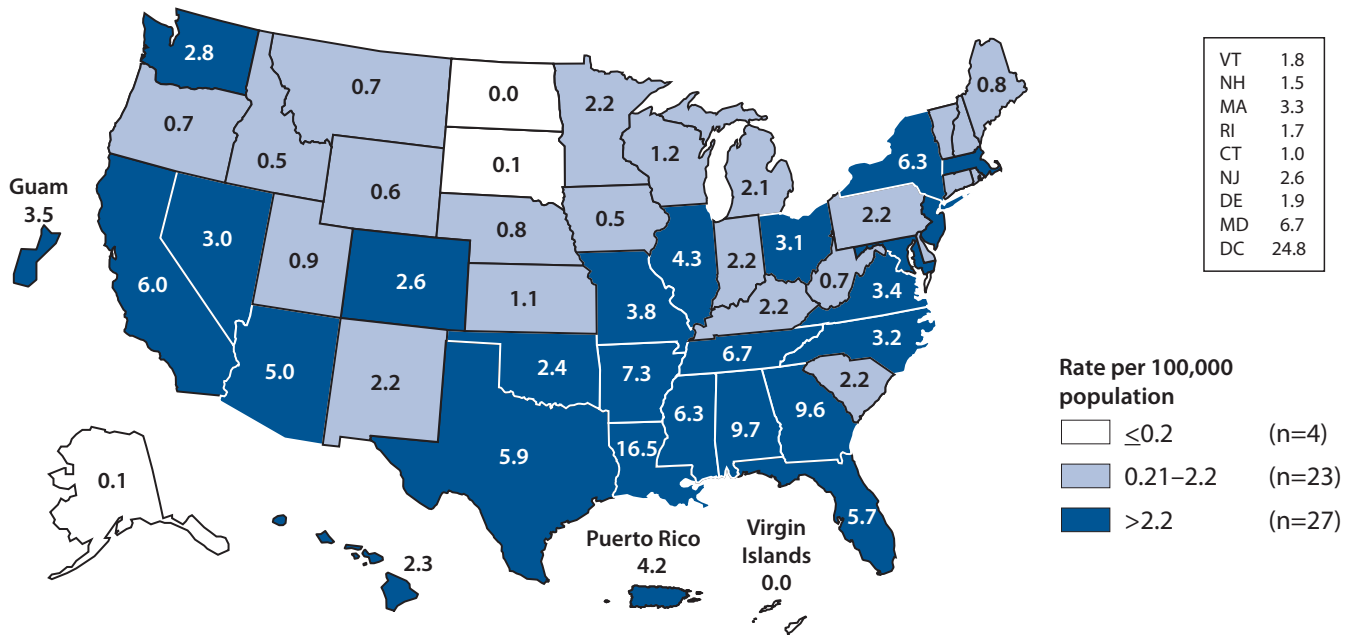 2.8
0.7
0.0
2.2
0.8
0.7
0.5
0.6
0.1
1.2
2.1
6.3
Guam
3.5
3.0
0.9
2.6
0.8
0.5
4.3
2.2
3.1
2.2
6.0
1.1
3.8
2.2
0.7
3.4
5.0
2.2
2.4
7.3
6.7
3.2
2.2
5.9
16.5
6.3
9.7
9.6
5.7
0.1
2.3
Puerto Rico
4.2
Virgin
Islands
0.0
VT 1.8
NH 1.5
MA 3.3
RI 1.7
CT 1.0
NJ 2.6
DE 1.9
MD 6.7
DC 24.8
Rate per 100,000
population
≤0.2 (n=4)
0.21–2.2 (n=23)
>2.2 (n=27)